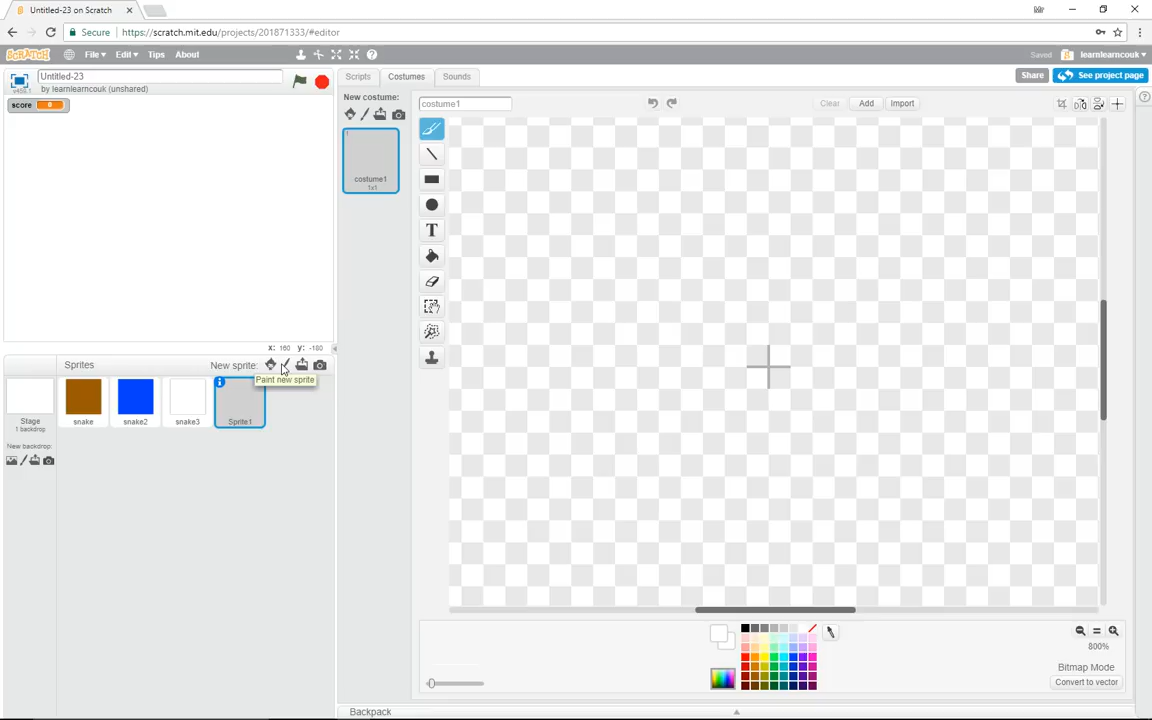 Untitled-23 on Scratch
Secure https://scratch.mit.edu/projects/201871333/#editor
SCRATCH File Edit Tips About Saved learnlearncouk
Untitled-23
by learnlearncouk (unshared)
Scripts Costumes Sounds Share See project page
score
New costume:
costume1 Clear Add Import
1
costume1
1x1
T
x: 160 y: -180
Sprites New sprite:
Paint new sprite
Stage
1 backdrop
snake snake2 snake3 Sprite1
New backdrop:
800%
Bitmap Mode
Convert to vector
Backpack